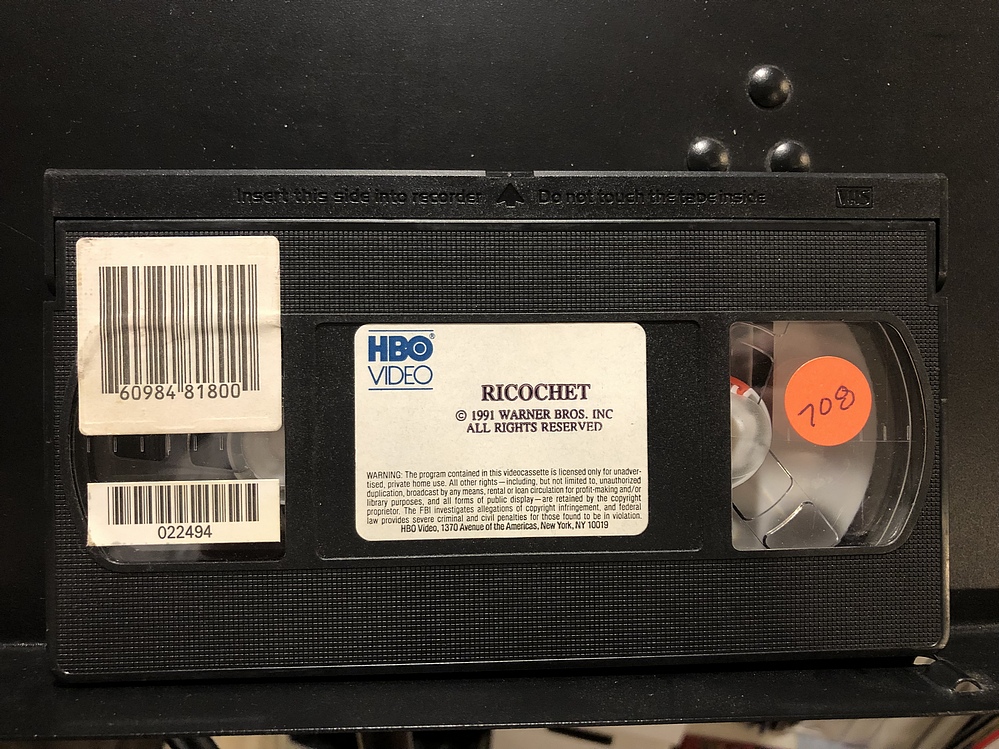 Insert this side into recorder Do not touch the tape inside
VHS
60984 81800
022494
HBO®
VIDEO
RICOCHET
© 1991 WARNER BROS. INC
ALL RIGHTS RESERVED
WARNING: The program contained in this videocassette is licensed only for unadver-
tised, private home use. All other rights—including, but not limited to, unauthorized
duplication, broadcast by any means, rental or loan circulation for profit-making and/or
library purposes, and all forms of public display—are retained by the copyright
proprietor. The FBI investigates allegations of copyright infringement, and federal
law provides severe criminal and civil penalties for those found to be in violation.
HBO Video, 1370 Avenue of the Americas, New York, NY 10019
708